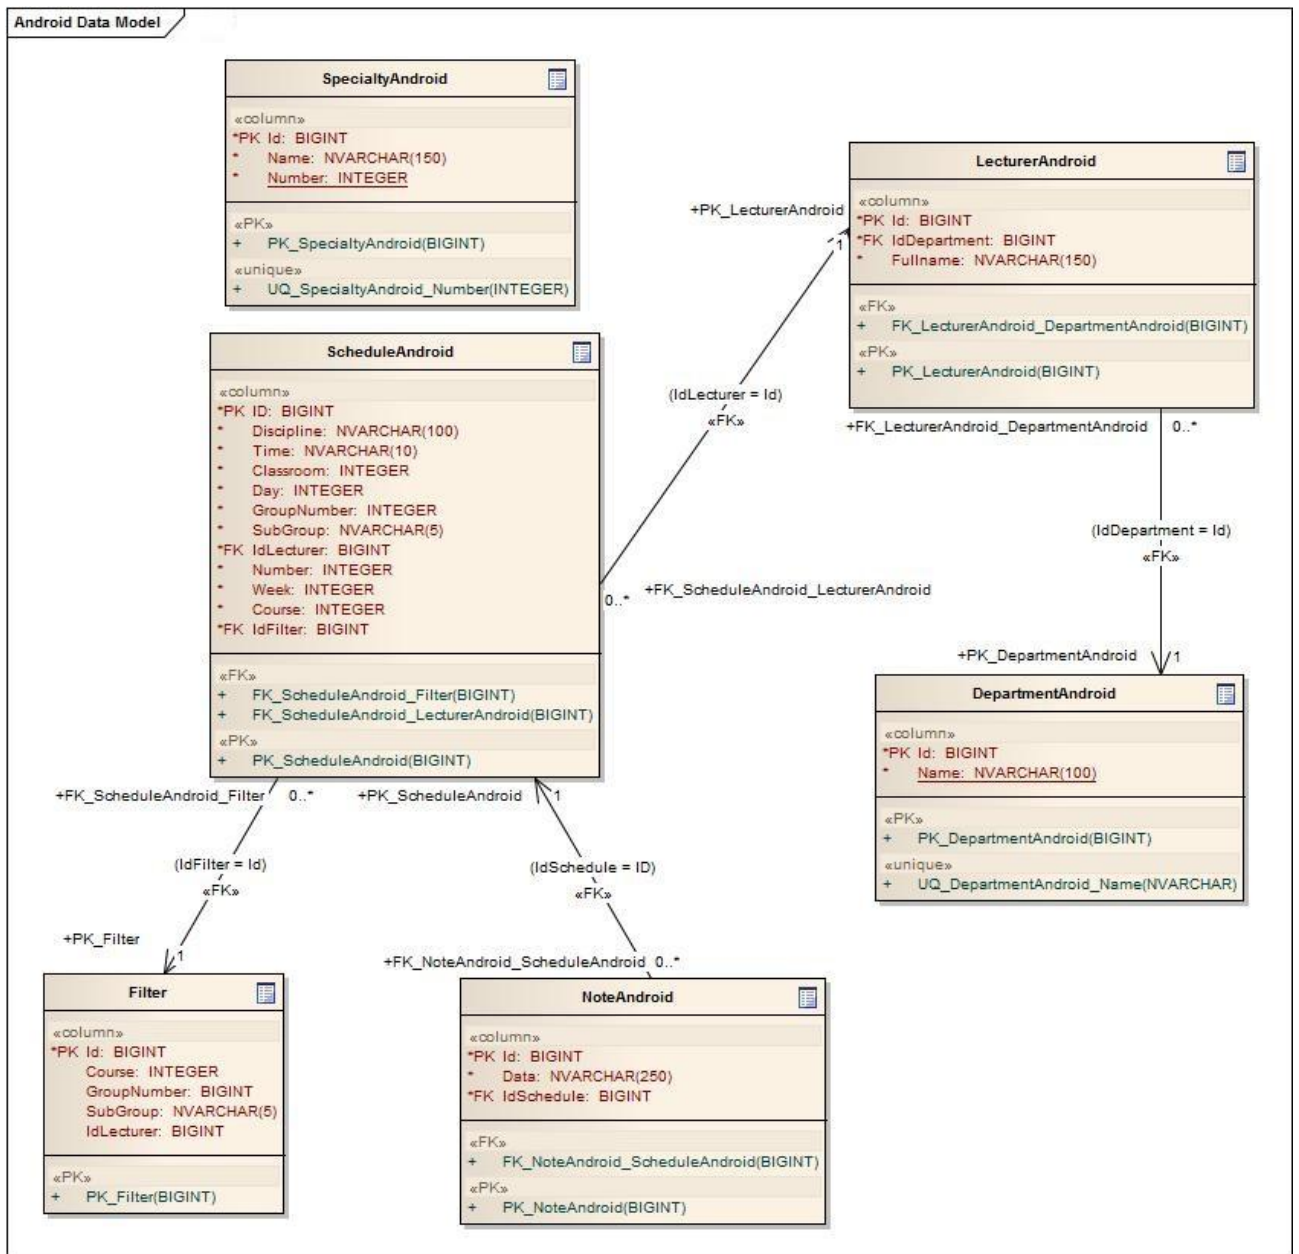 Android Data Model
SpecialtyAndroid
«column»
*PK Id: BIGINT
* Name: NVARCHAR(150)
* Number: INTEGER
«PK»
+ PK_SpecialtyAndroid(BIGINT)
«unique»
+ UQ_SpecialtyAndroid_Number(INTEGER)
LecturerAndroid
«column»
*PK Id: BIGINT
*FK IdDepartment: BIGINT
* Fullname: NVARCHAR(150)
«FK»
+ FK_LecturerAndroid_DepartmentAndroid(BIGINT)
«PK»
+ PK_LecturerAndroid(BIGINT)
+PK_LecturerAndroid
1
(IdLecturer = Id)
«FK»
0..*
+FK_ScheduleAndroid_LecturerAndroid
+FK_LecturerAndroid_DepartmentAndroid 0..*
(IdDepartment = Id)
«FK»
+PK_DepartmentAndroid 1
ScheduleAndroid
«column»
*PK ID: BIGINT
* Discipline: NVARCHAR(100)
* Time: NVARCHAR(10)
* Classroom: INTEGER
* Day: INTEGER
* GroupNumber: INTEGER
* SubGroup: NVARCHAR(5)
*FK IdLecturer: BIGINT
* Number: INTEGER
* Week: INTEGER
* Course: INTEGER
*FK IdFilter: BIGINT
«FK»
+ FK_ScheduleAndroid_Filter(BIGINT)
+ FK_ScheduleAndroid_LecturerAndroid(BIGINT)
«PK»
+ PK_ScheduleAndroid(BIGINT)
DepartmentAndroid
«column»
*PK Id: BIGINT
* Name: NVARCHAR(100)
«PK»
+ PK_DepartmentAndroid(BIGINT)
«unique»
+ UQ_DepartmentAndroid_Name(NVARCHAR)
+FK_ScheduleAndroid_Filter 0..*
(IdFilter = Id)
«FK»
+PK_Filter
1
+PK_ScheduleAndroid 1
(IdSchedule = ID)
«FK»
+FK_NoteAndroid_ScheduleAndroid 0..*
Filter
«column»
*PK Id: BIGINT
Course: INTEGER
GroupNumber: BIGINT
SubGroup: NVARCHAR(5)
IdLecturer: BIGINT
«PK»
+ PK_Filter(BIGINT)
NoteAndroid
«column»
*PK Id: BIGINT
* Data: NVARCHAR(250)
*FK IdSchedule: BIGINT
«FK»
+ FK_NoteAndroid_ScheduleAndroid(BIGINT)
«PK»
+ PK_NoteAndroid(BIGINT)